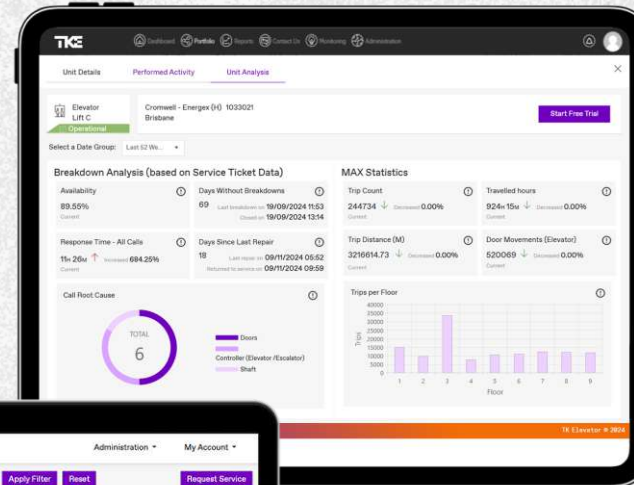 TKE
Dashboard Portfolio Reports Contact Us Monitoring Administration
Unit Details Performed Activity Unit Analysis
Elevator
Lift C
Operational
Cromwell - Energex (H) 1033021
Brisbane
Start Free Trial
Select a Date Group: Last 52 We...
Breakdown Analysis (based on Service Ticket Data)
Availability
89.55%
Current
Days Without Breakdowns
69 Last breakdown on 19/09/2024 11:53
Closed on 19/09/2024 13:14
Response Time - All Calls
11H 26M Increased 684.25%
Current
Days Since Last Repair
18 Last repair on 09/11/2024 05:52
Returned to service on 09/11/2024 09:59
Call Root Cause
TOTAL
6
Doors
Controller (Elevator /Escalator)
Shaft
MAX Statistics
Trip Count
244734 Decreased 0.00%
Current
Travelled hours
924H 15M Decreased 0.00%
Current
Trip Distance (M)
3216614.73 Decreased 0.00%
Current
Door Movements (Elevator)
520069 Decreased 0.00%
Current
Trips per Floor
Trips
40000
35000
30000
25000
20000
15000
10000
5000
0
1 2 3 4 5 6 7 8 9
Floor
TK Elevator © 2024
Administration My Account
Apply Filter Reset Request Service